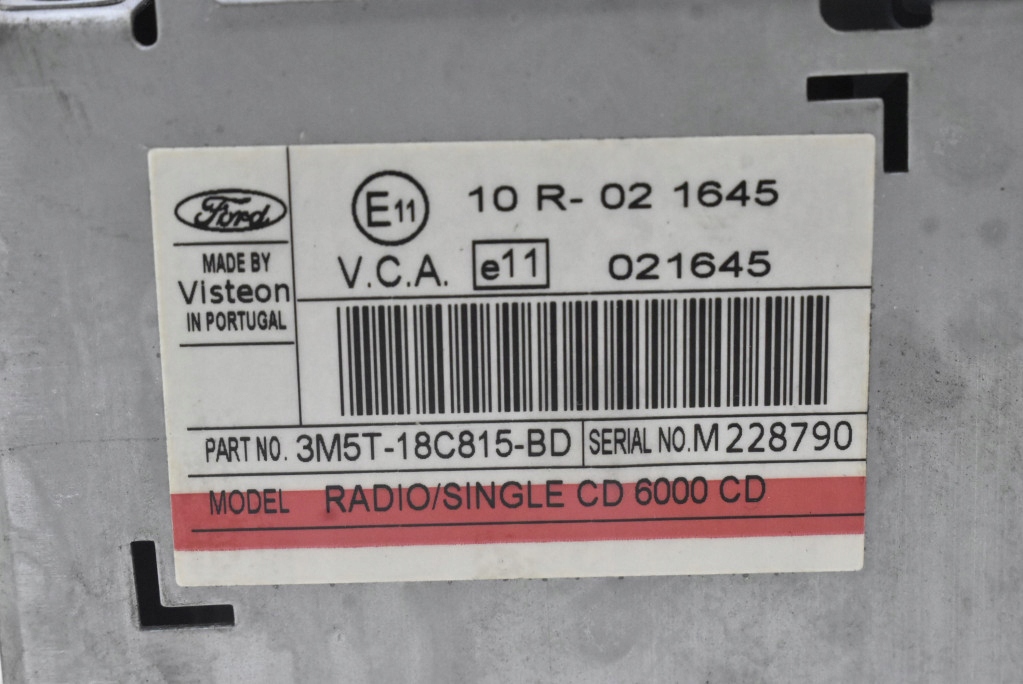 Ford
MADE BY
Visteon
IN PORTUGAL
E11 10 R- 02 1645
V.C.A. e11 021645
PART NO. 3M5T-18C815-BD SERIAL NO. M228790
MODEL RADIO/SINGLE CD 6000 CD